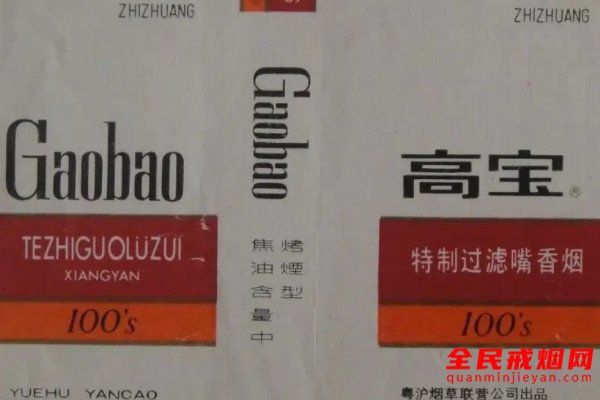 ZHIZHUANG
Gaobao
TEZHIGUOLÜZUI
XIANGYAN
100's
YUEHU YANCAO
Gaobao
烤煙型
焦油含量中
ZHIZHUANG
高宝®
特制过滤嘴香烟
100's
粤沪烟草联营公司出品
全民戒烟网
quanminjieyan.com